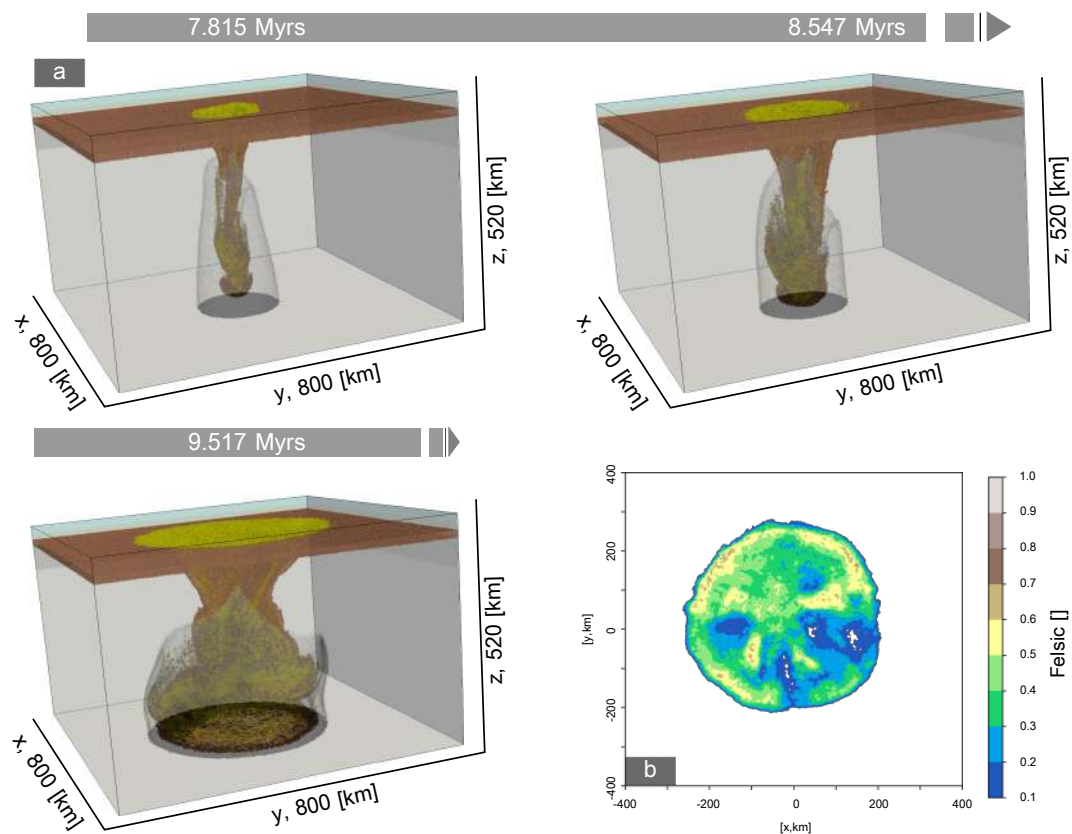 7.815 Myrs
8.547 Myrs
a
z, 520 [km]
x, 800 [km]
y, 800 [km]
z, 520 [km]
x, 800 [km]
y, 800 [km]
9.517 Myrs
z, 520 [km]
x, 800 [km]
y, 800 [km]
400
200
0
-200
-400
[y,km]
b
-400
-200
0
200
400
[x,km]
1.0
0.9
0.8
0.7
0.6
0.5
0.4
0.3
0.2
0.1
Felsic []